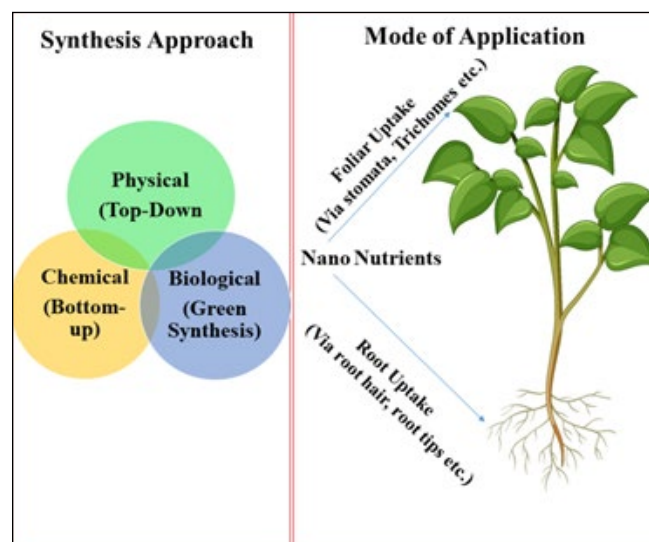 Synthesis Approach
Physical
(Top-Down
Chemical
(Bottom-
up)
Biological
(Green
Synthesis)
Mode of Application
Foliar Uptake
(Via stomata, Trichomes etc.)
Nano Nutrients
Root Uptake
(Via root hair, root tips etc.)